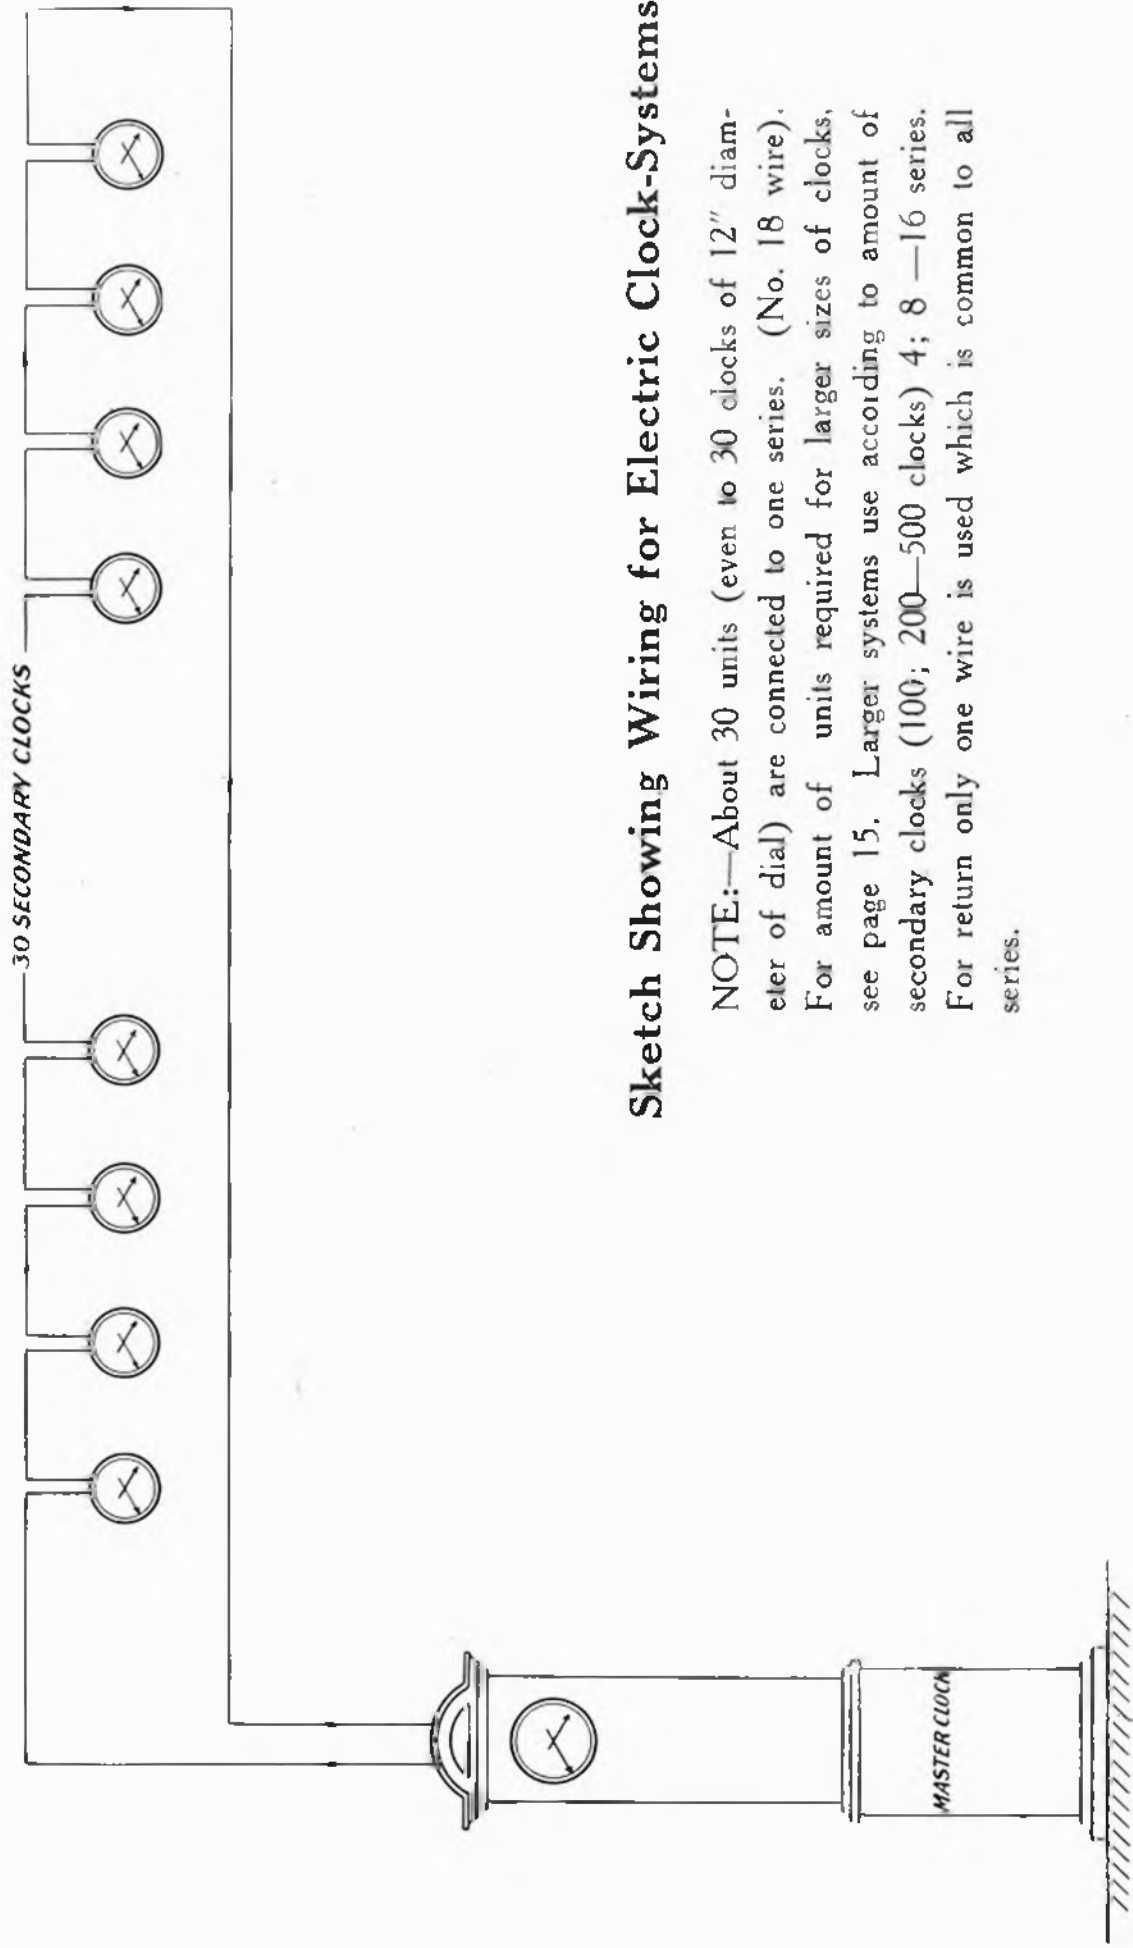 30 SECONDARY CLOCKS
MASTER CLOCK
Sketch Showing Wiring for Electric Clock-Systems
NOTE:—About 30 units (even to 30 clocks of 12" diam-
eter of dial) are connected to one series. (No. 18 wire).
For amount of units required for larger sizes of clocks,
see page 15. Larger systems use according to amount of
secondary clocks (100; 200—500 clocks) 4; 8—16 series.
For return only one wire is used which is common to all
series.